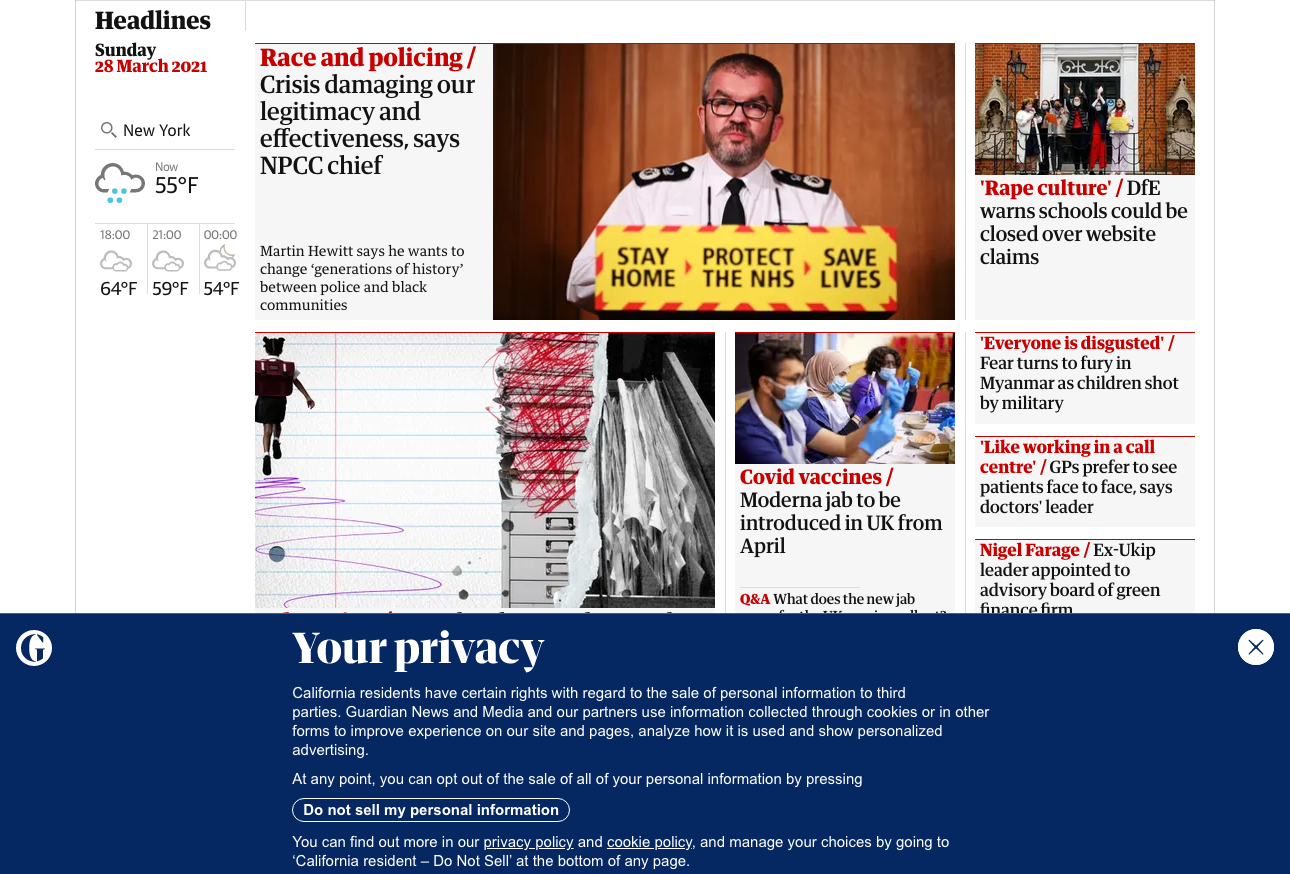 Headlines
Sunday
28 March 2021
New York
Now
55°F
18:00
21:00
00:00
64°F
59°F
54°F
Race and policing /
Crisis damaging our
legitimacy and
effectiveness, says
NPCC chief
Martin Hewitt says he wants to
change ‘generations of history’
between police and black
communities
STAY
HOME
PROTECT
THE NHS
SAVE
LIVES
'Rape culture' / DfE
warns schools could be
closed over website
claims
Covid vaccines /
Moderna jab to be
introduced in UK from
April
Q&A What does the new jab
'Everyone is disgusted' /
Fear turns to fury in
Myanmar as children shot
by military
'Like working in a call
centre' / GPs prefer to see
patients face to face, says
doctors' leader
Nigel Farage / Ex-Ukip
leader appointed to
advisory board of green
finance firm
Your privacy
California residents have certain rights with regard to the sale of personal information to third
parties. Guardian News and Media and our partners use information collected through cookies or in other
forms to improve experience on our site and pages, analyze how it is used and show personalized
advertising.
At any point, you can opt out of the sale of all of your personal information by pressing
Do not sell my personal information
You can find out more in our privacy policy and cookie policy, and manage your choices by going to
‘California resident – Do Not Sell’ at the bottom of any page.